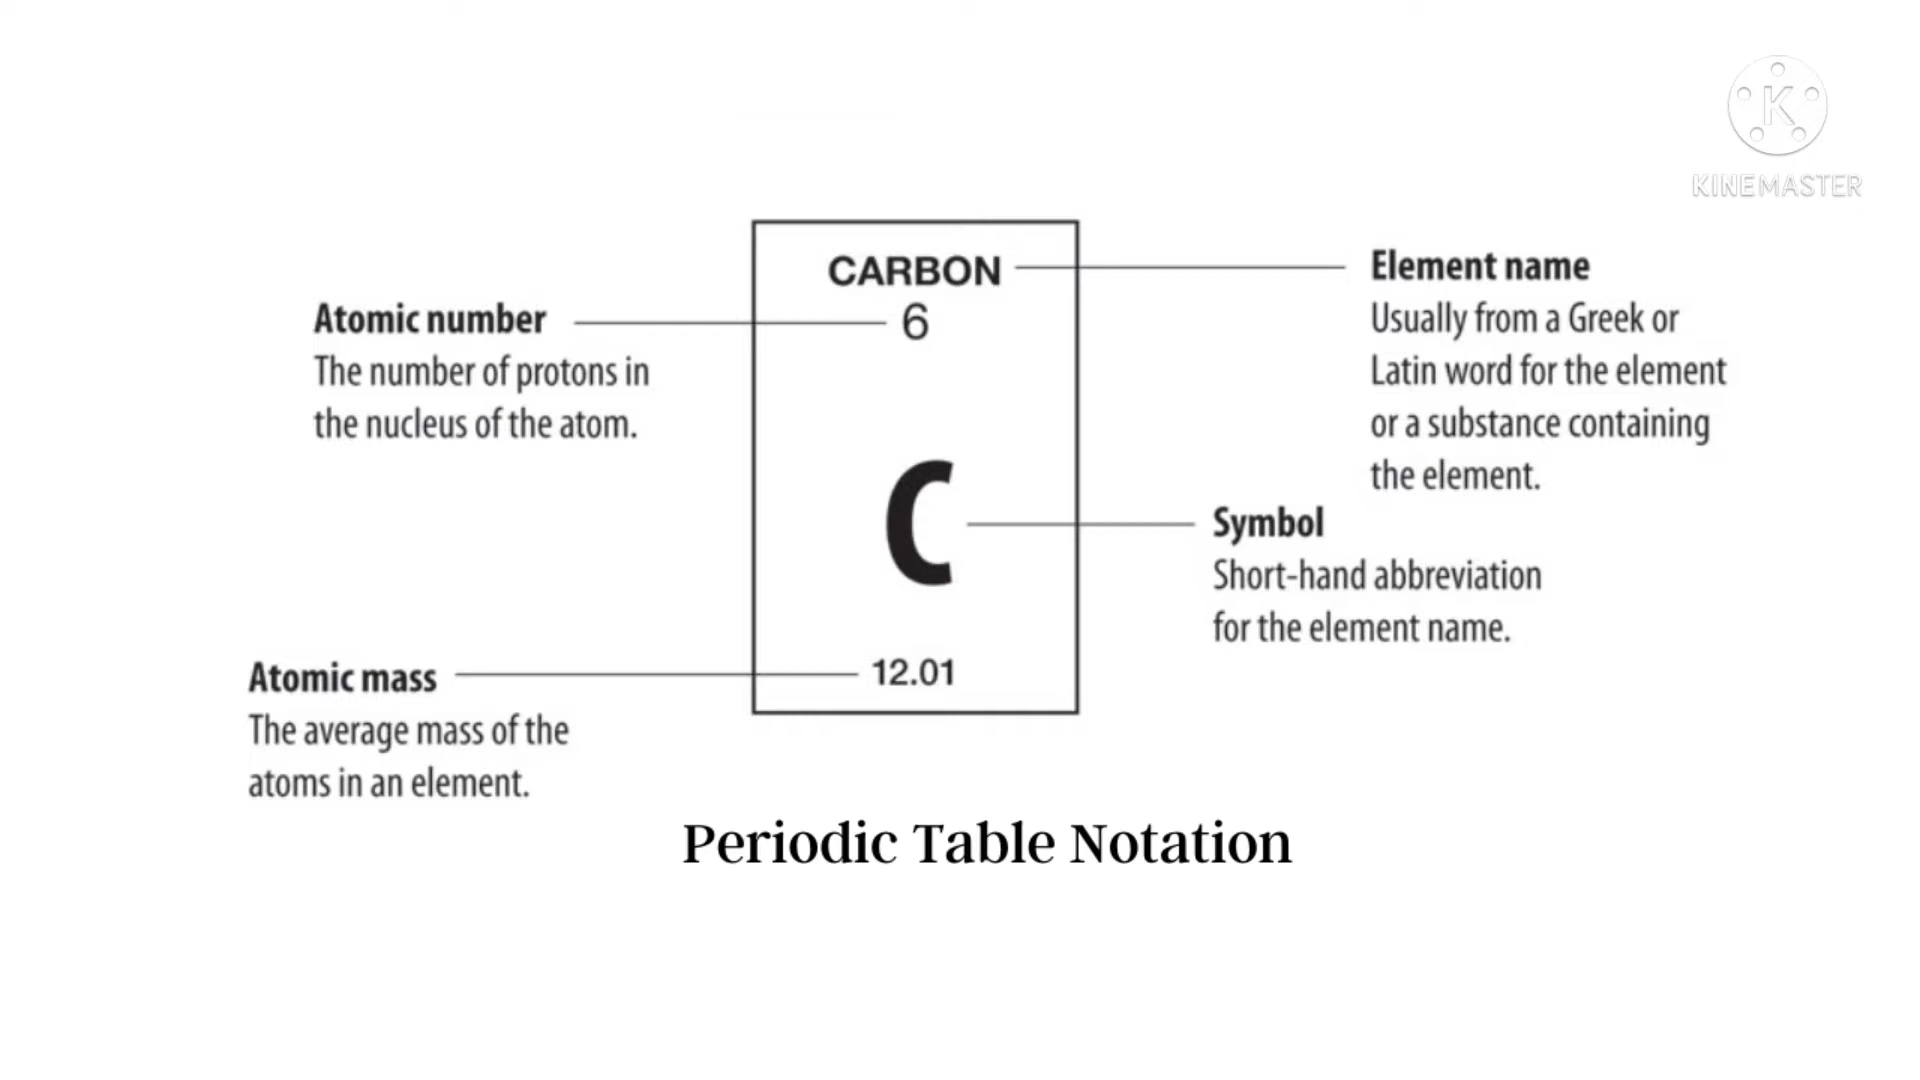 K
KINEMASTER
CARBON
6
C
12.01
Atomic number
The number of protons in
the nucleus of the atom.
Atomic mass
The average mass of the
atoms in an element.
Element name
Usually from a Greek or
Latin word for the element
or a substance containing
the element.
Symbol
Short-hand abbreviation
for the element name.
Periodic Table Notation